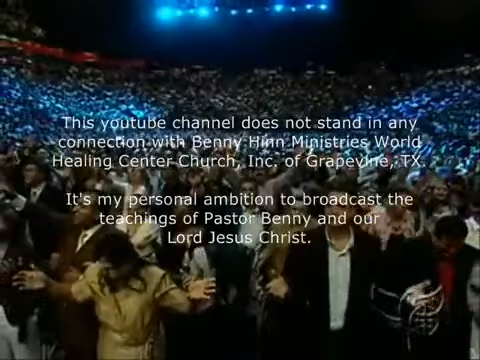 This youtube channel does not stand in any
connection with Benny Hinn Ministries World
Healing Center Church, Inc. of Grapevine, TX.
It's my personal ambition to broadcast the
teachings of Pastor Benny and our
Lord Jesus Christ.